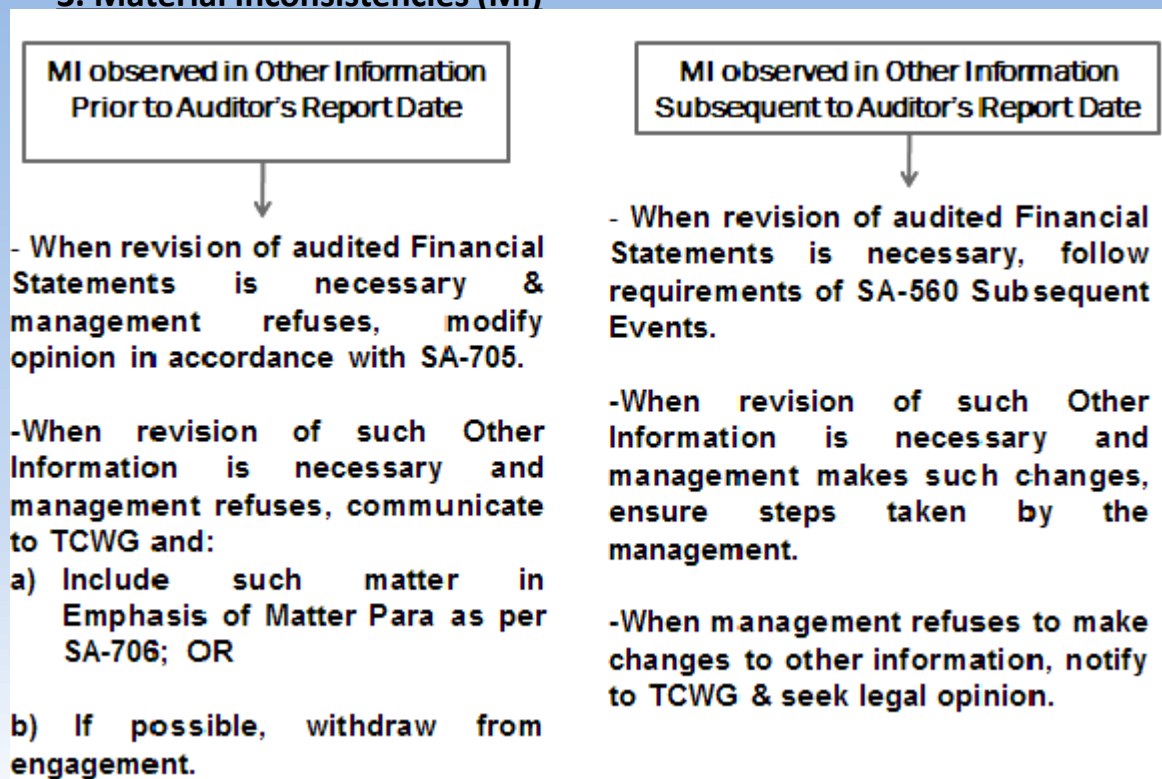 3. Material Inconsistencies (MI)
MI observed in Other Information
Prior to Auditor's Report Date
- When revision of audited Financial
Statements is necessary &
management refuses, modify
opinion in accordance with SA-705.
-When revision of such Other
Information is necessary and
management refuses, communicate
to TCWG and:
a) Include such matter in
Emphasis of Matter Para as per
SA-706; OR
b) If possible, withdraw from
engagement.
MI observed in Other Information
Subsequent to Auditor's Report Date
- When revision of audited Financial
Statements is necessary, follow
requirements of SA-560 Subsequent
Events.
-When revision of such Other
Information is necessary and
management makes such changes,
ensure steps taken by the
management.
-When management refuses to make
changes to other information, notify
to TCWG & seek legal opinion.